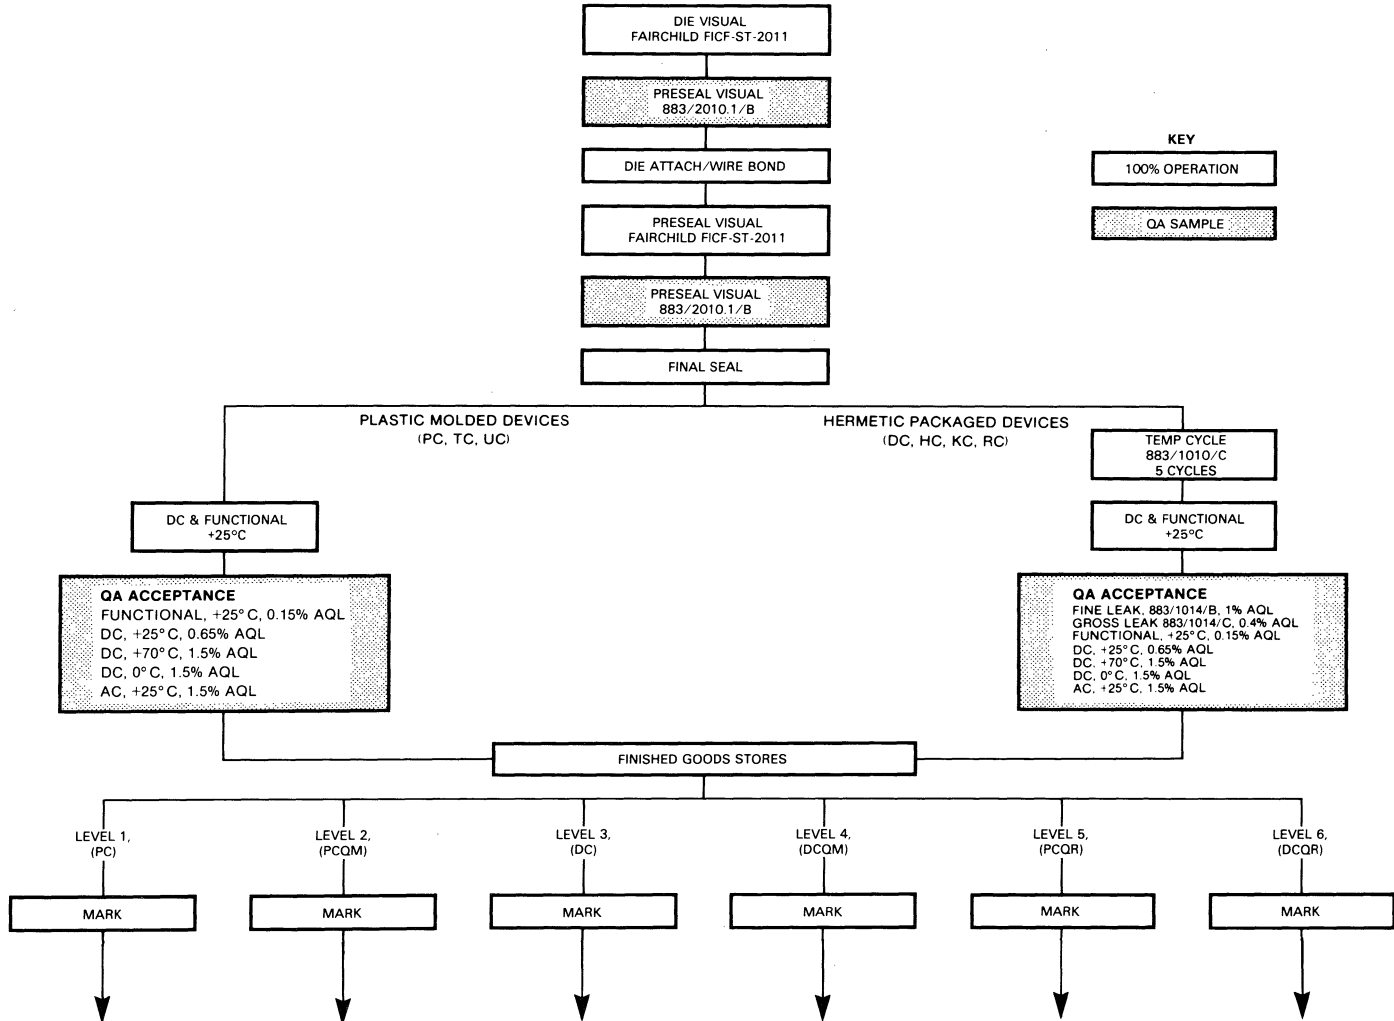 DIE VISUAL
FAIRCHILD FICF-ST-2011
PRESEAL VISUAL
883/2010.1/B
KEY
DIE ATTACH/WIRE BOND
100% OPERATION
PRESEAL VISUAL
FAIRCHILD FICF-ST-2011
QA SAMPLE
PRESEAL VISUAL
883/2010.1/B
FINAL SEAL
PLASTIC MOLDED DEVICES
(PC, TC, UC)
HERMETIC PACKAGED DEVICES
(DC, HC, KC, RC)
TEMP CYCLE
883/1010/C
5 CYCLES
DC & FUNCTIONAL
+25°C
DC & FUNCTIONAL
+25°C
QA ACCEPTANCE
FUNCTIONAL, +25°C, 0.15% AQL
DC, +25°C, 0.65% AQL
DC, +70°C, 1.5% AQL
DC, 0°C, 1.5% AQL
AC, +25°C, 1.5% AQL
QA ACCEPTANCE
FINE LEAK, 883/1014/B, 1% AQL
GROSS LEAK 883/1014/C, 0.4% AQL
FUNCTIONAL, +25°C, 0.15% AQL
DC, +25°C, 0.65% AQL
DC, +70°C, 1.5% AQL
DC, 0°C, 1.5% AQL
AC, +25°C, 1.5% AQL
FINISHED GOODS STORES
LEVEL 1,
(PC)
LEVEL 2,
(PCQM)
LEVEL 3,
(DC)
LEVEL 4,
(DCQM)
LEVEL 5,
(PCQR)
LEVEL 6,
(DCQR)
MARK
MARK
MARK
MARK
MARK
MARK